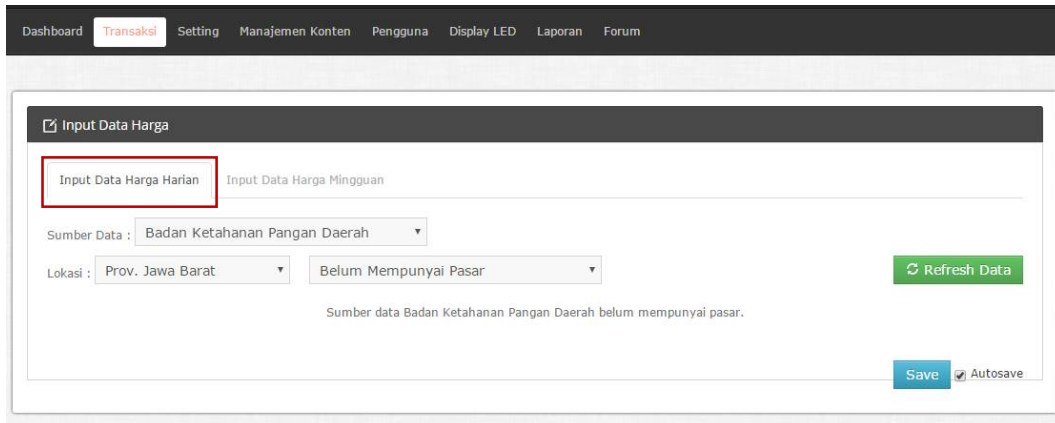 Dashboard Transaksi Setting Manajemen Konten Pengguna Display LED Laporan Forum
Input Data Harga
Input Data Harga Harian Input Data Harga Mingguan
Sumber Data : Badan Ketahanan Pangan Daerah
Lokasi : Prov. Jawa Barat Belum Mempunyai Pasar Refresh Data
Sumber data Badan Ketahanan Pangan Daerah belum mempunyai pasar.
Save Autosave